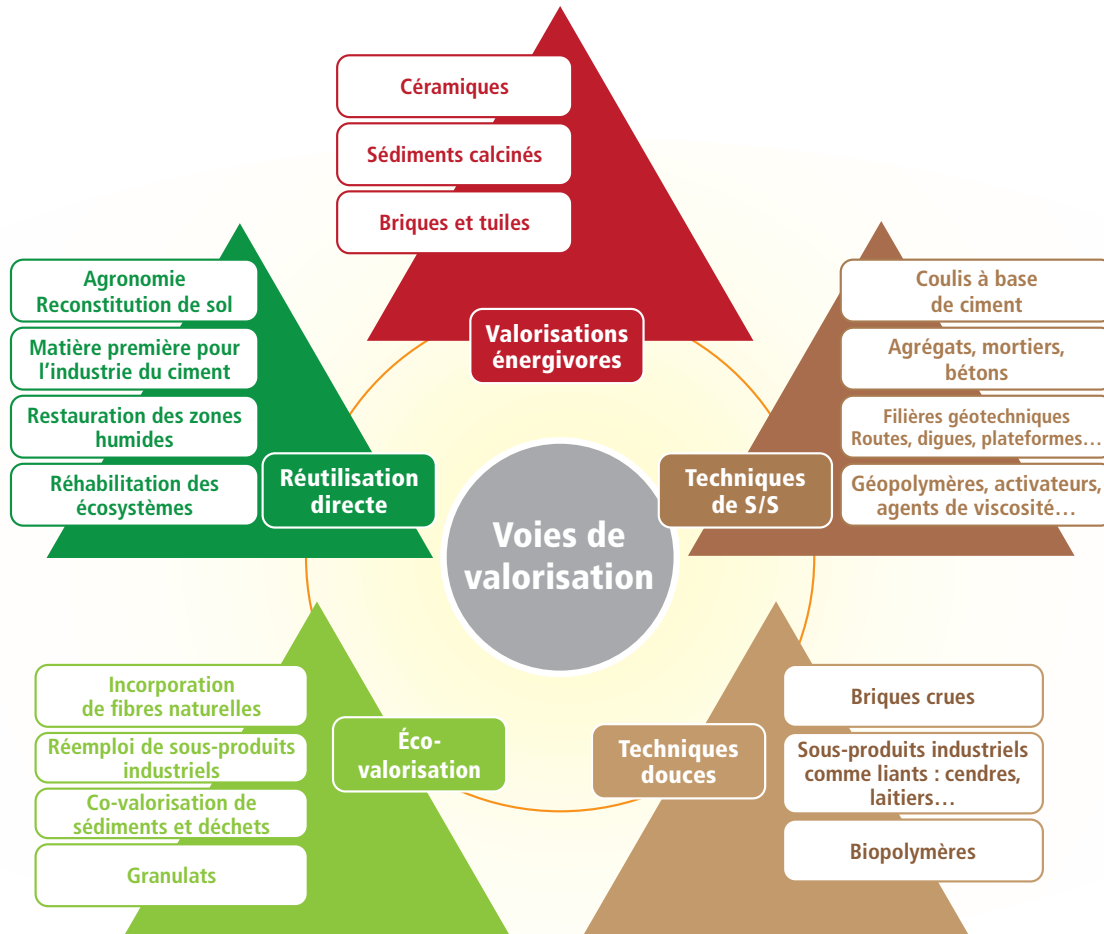 Céramiques
Sédiments calcinés
Briques et tuiles
Valorisations
énergivores
Agronomie
Reconstitution de sol
Matière première pour
l’industrie du ciment
Restauration des zones
humides
Réhabilitation des
écosystèmes
Réutilisation
directe
Coulis à base
de ciment
Agrégats, mortiers,
bétons
Filières géotechniques
Routes, digues, plateformes…
Géopolymères, activateurs,
agents de viscosité…
Techniques
de S/S
Voies de
valorisation
Incorporation
de fibres naturelles
Réemploi de sous-produits
industriels
Co-valorisation de
sédiments et déchets
Granulats
Éco-
valorisation
Techniques
douces
Briques crues
Sous-produits industriels
comme liants : cendres,
laitiers…
Biopolymères